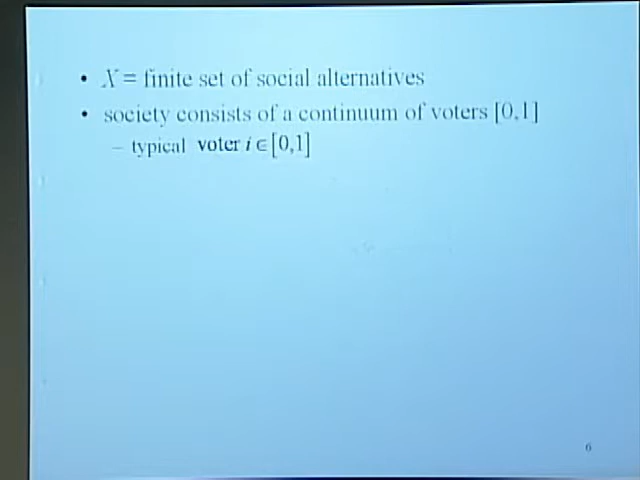 • X = finite set of social alternatives
• society consists of a continuum of voters [0,1]
– typical voter i ∈ [0,1]
6